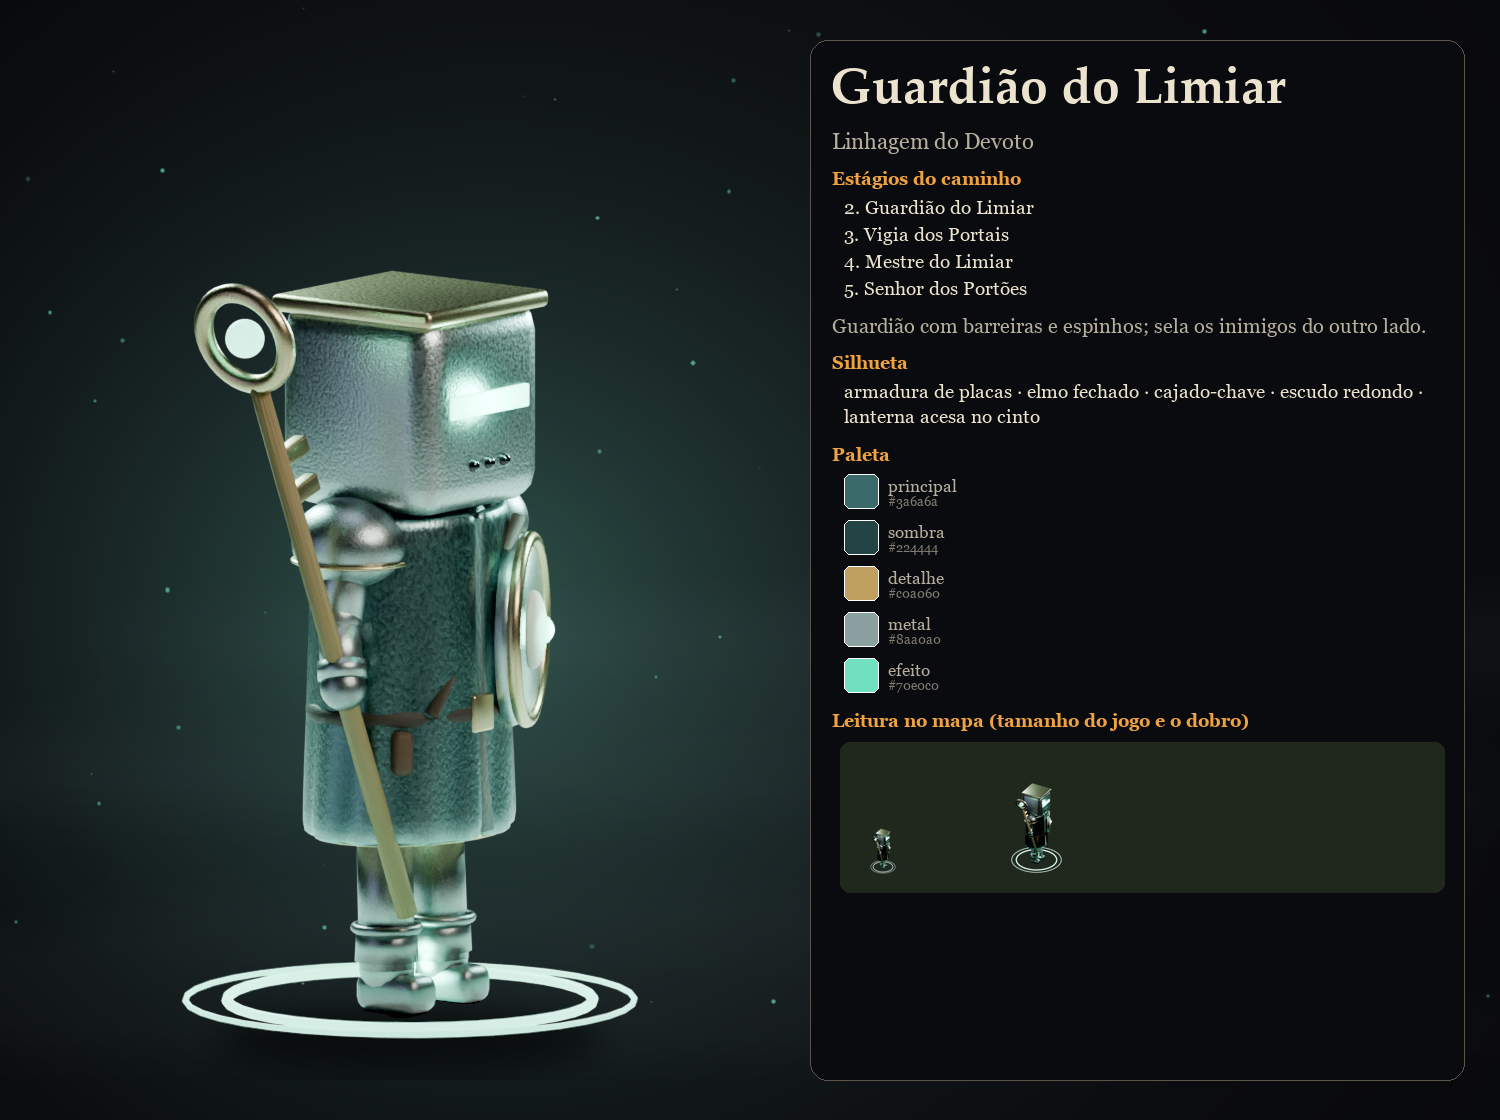 Guardião do Limiar
Linhagem do Devoto
Estágios do caminho
2. Guardião do Limiar
3. Vigia dos Portais
4. Mestre do Limiar
5. Senhor dos Portões
Guardião com barreiras e espinhos; sela os inimigos do outro lado.
Silhueta
armadura de placas · elmo fechado · cajado-chave · escudo redondo ·
lanterna acesa no cinto
Paleta
principal
#3a6a6a
sombra
#224444
detalhe
#c0a060
metal
#8aa0a0
efeito
#70e0c0
Leitura no mapa (tamanho do jogo e o dobro)